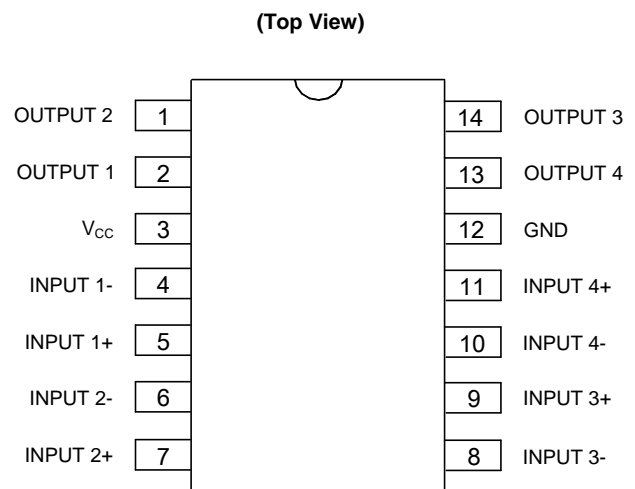 (Top View)
OUTPUT 2 1 14 OUTPUT 3
OUTPUT 1 2 13 OUTPUT 4
VCC 3 12 GND
INPUT 1- 4 11 INPUT 4+
INPUT 1+ 5 10 INPUT 4-
INPUT 2- 6 9 INPUT 3+
INPUT 2+ 7 8 INPUT 3-